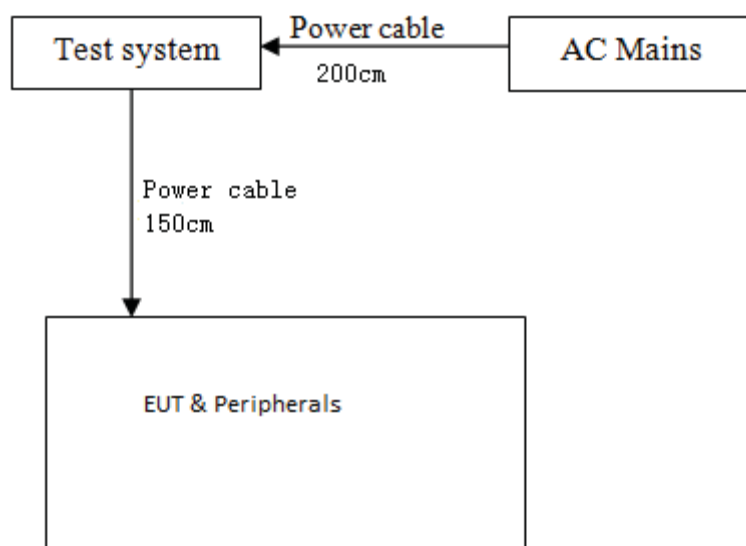 Test system
Power cable
200cm
AC Mains
Power cable
150cm
EUT & Peripherals